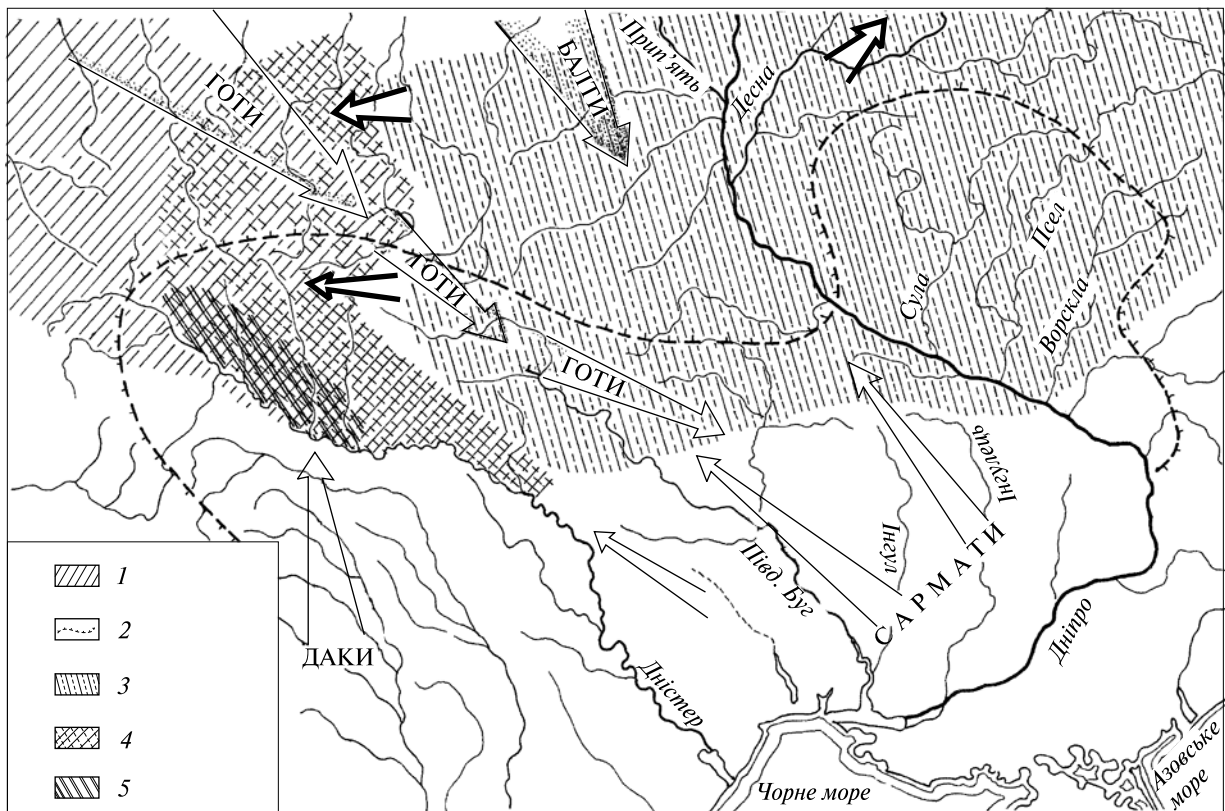 ГОТИ
БАЛТИ
Прип'ять
Десна
ГОТИ
Сула
Псел
Ворскла
ГОТИ
Інгулець
Інгул
САРМАТИ
Півд. Буг
Дніпро
ДАКИ
Дністер
Чорне море
Азовське
море
1
2
3
4
5